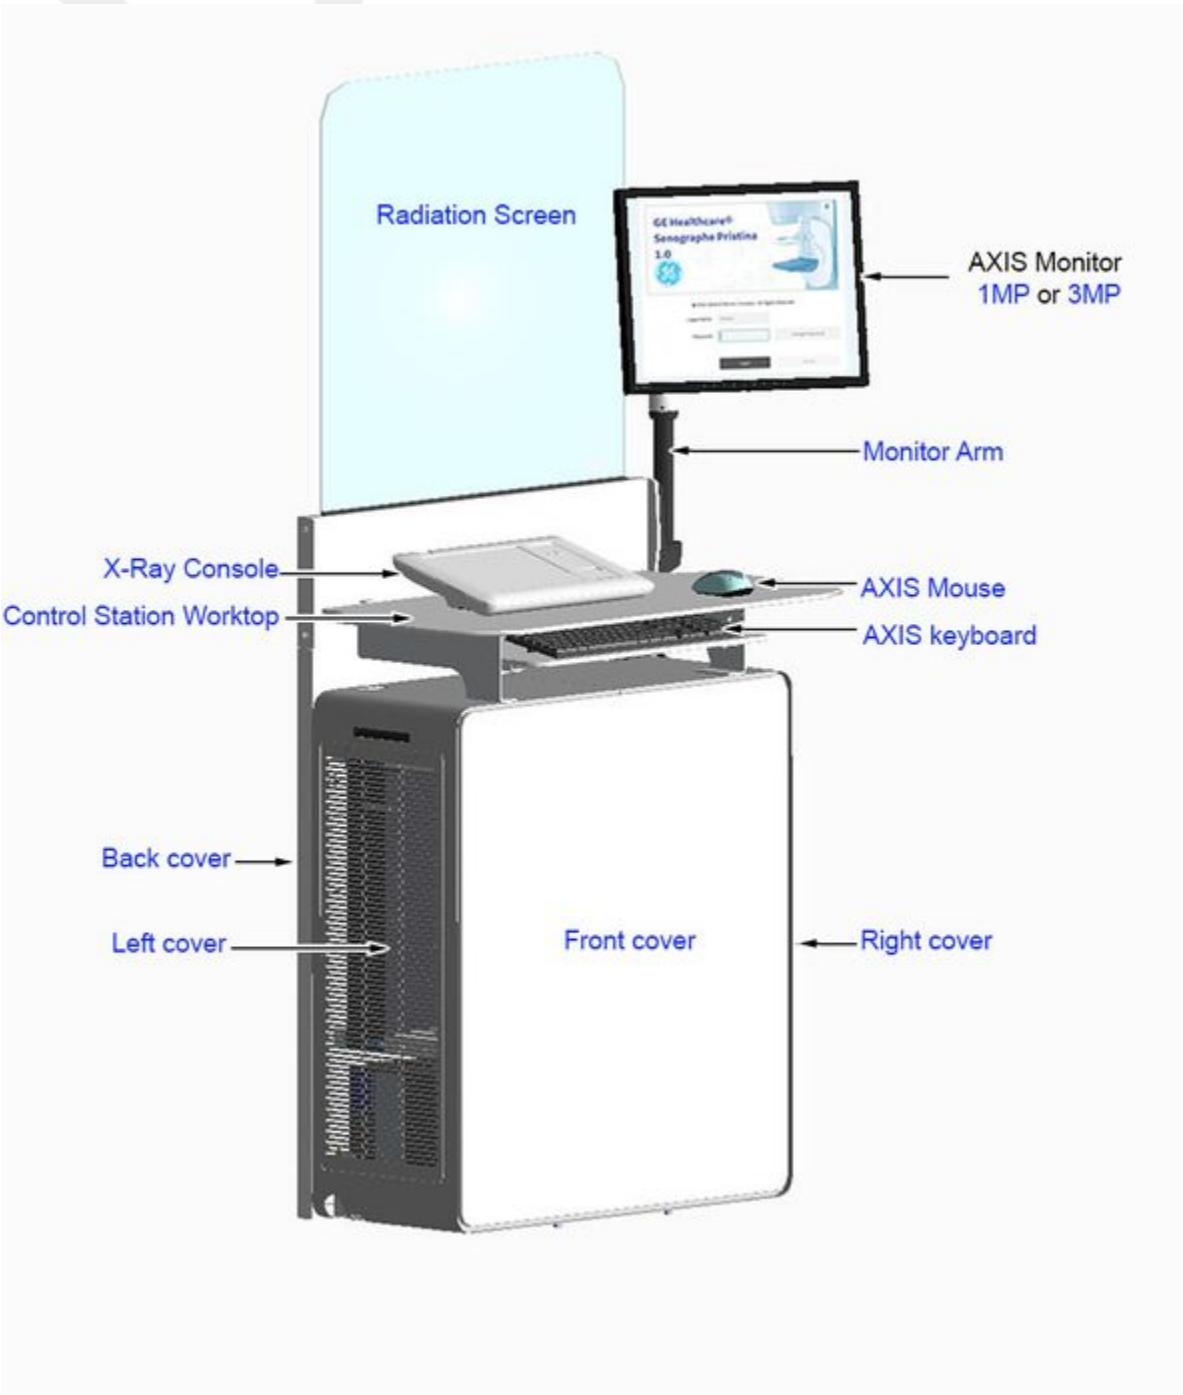 Radiation Screen
GE Healthcare®
Senographe Pristina
1.0
AXIS Monitor
1MP or 3MP
Monitor Arm
X-Ray Console
Control Station Worktop
AXIS Mouse
AXIS keyboard
Back cover
Left cover
Front cover
Right cover